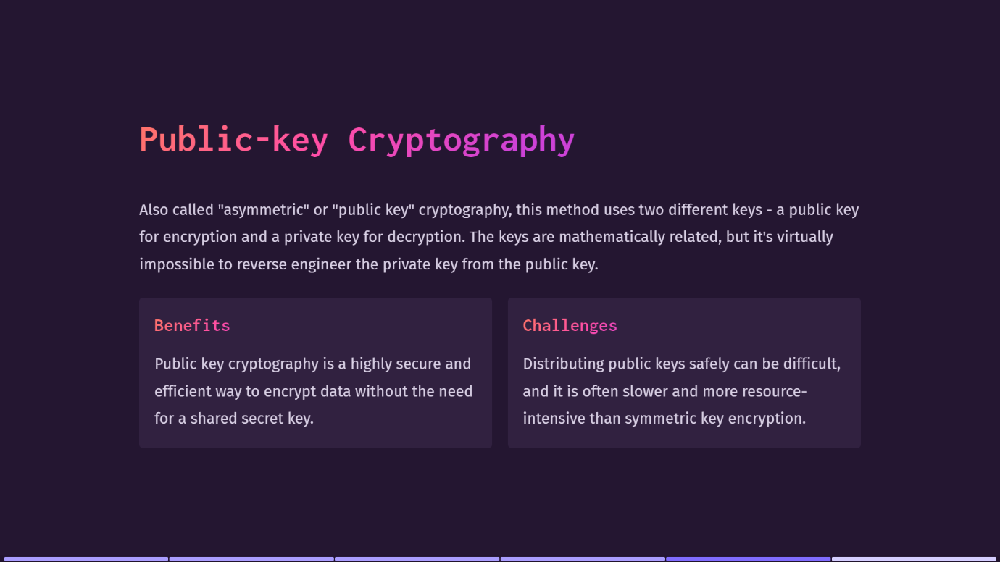 Public-key Cryptography
Also called "asymmetric" or "public key" cryptography, this method uses two different keys - a public key
for encryption and a private key for decryption. The keys are mathematically related, but it's virtually
impossible to reverse engineer the private key from the public key.
Benefits
Public key cryptography is a highly secure and
efficient way to encrypt data without the need
for a shared secret key.
Challenges
Distributing public keys safely can be difficult,
and it is often slower and more resource-
intensive than symmetric key encryption.